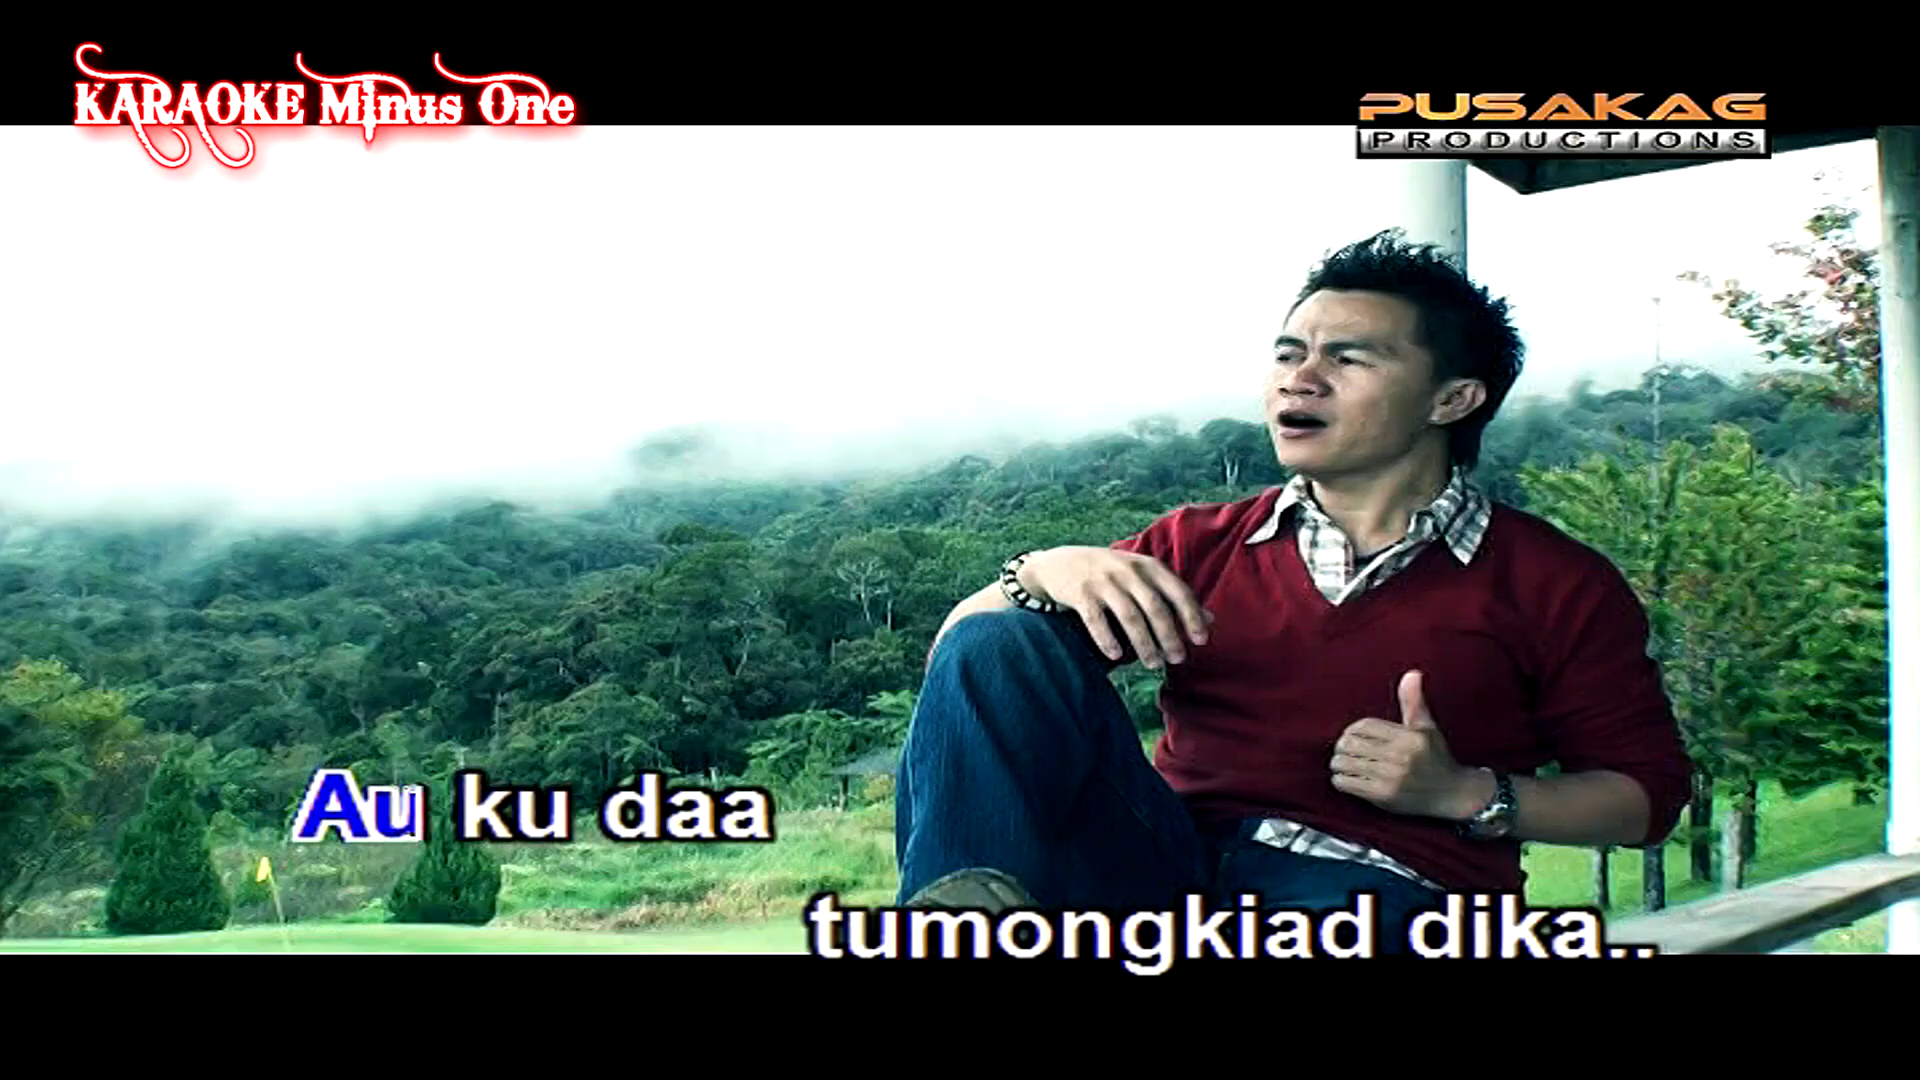 KARAOKE Minus One
PUSAKAG
PRODUCTIONS
Au ku daa
tumongkiad dika..